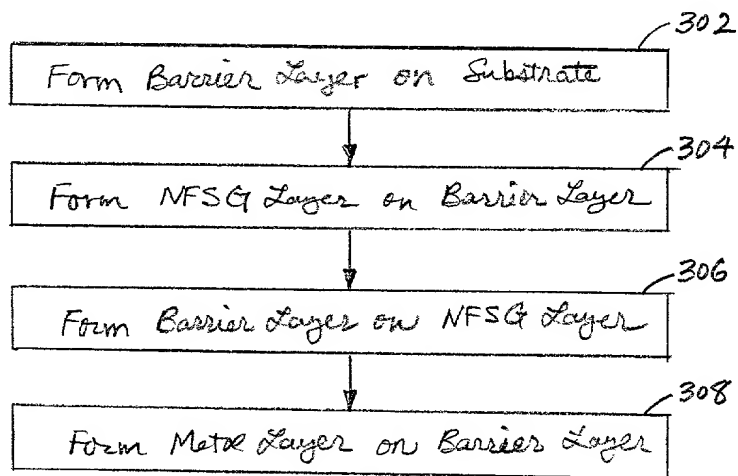 302
Form Barrier Layer on Substrate
304
Form NFSG Layer on Barrier Layer
306
Form Barrier Layer on NFSG Layer
308
Form Metal Layer on Barrier Layer